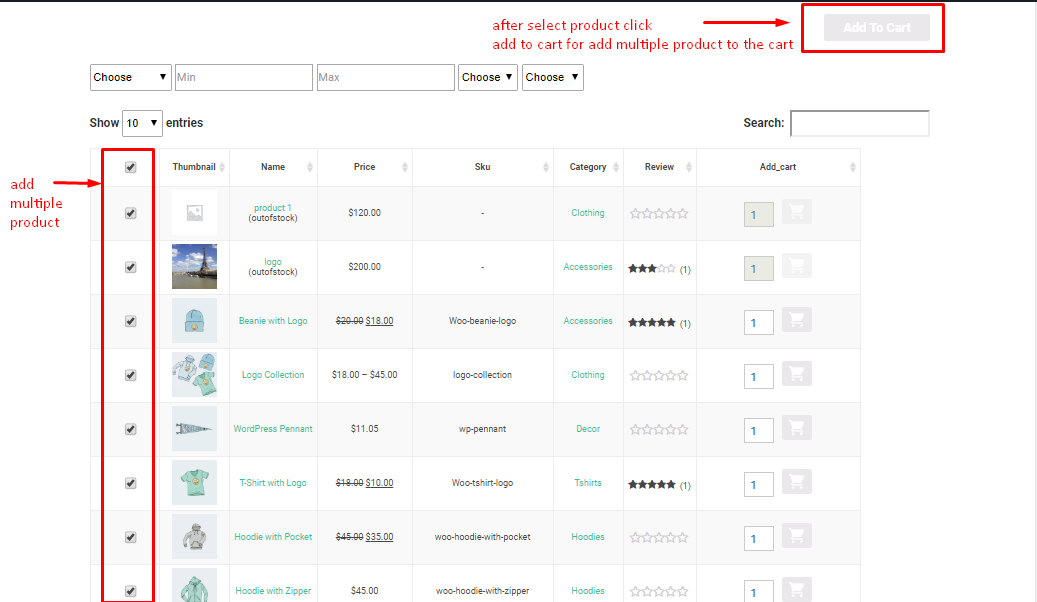 after select product click
add to cart for add multiple product to the cart
Add To Cart
Choose Min Max Choose Choose
Show 10 entries Search:
add
multiple
product
Thumbnail Name Price Sku Category Review Add_cart
product 1
(outofstock) $120.00 - Clothing 1
logo
(outofstock) $200.00 - Accessories (1) 1
Beanie with Logo $20.00 $18.00 Woo-beanie-logo Accessories (1) 1
Logo Collection $18.00 – $45.00 logo-collection Clothing 1
WordPress Pennant $11.05 wp-pennant Decor 1
T-Shirt with Logo $18.00 $10.00 Woo-tshirt-logo Tshirts (1) 1
Hoodie with Pocket $45.00 $35.00 woo-hoodie-with-pocket Hoodies 1
Hoodie with Zipper $45.00 woo-hoodie-with-zipper Hoodies 1